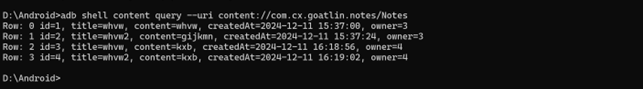 D:\Android>adb shell content query --uri content://com.cx.goatlin.notes/Notes
Row: 0 id=1, title=whvw, content=whvw, createdAt=2024-12-11 15:37:00, owner=3
Row: 1 id=2, title=whvw2, content=gijkmn, createdAt=2024-12-11 15:37:24, owner=3
Row: 2 id=3, title=whvw, content=kxb, createdAt=2024-12-11 16:18:56, owner=4
Row: 3 id=4, title=whvw2, content=kxb, createdAt=2024-12-11 16:19:02, owner=4
D:\Android>